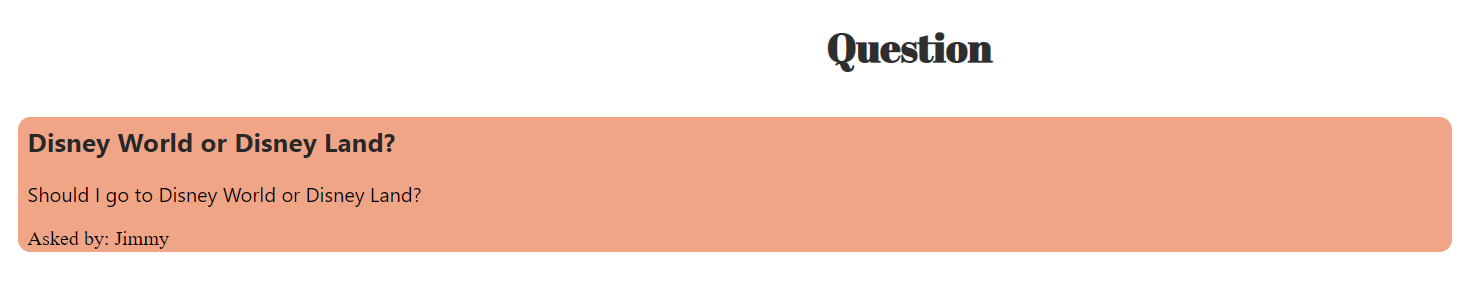 Question
Disney World or Disney Land?
Should I go to Disney World or Disney Land?
Asked by: Jimmy